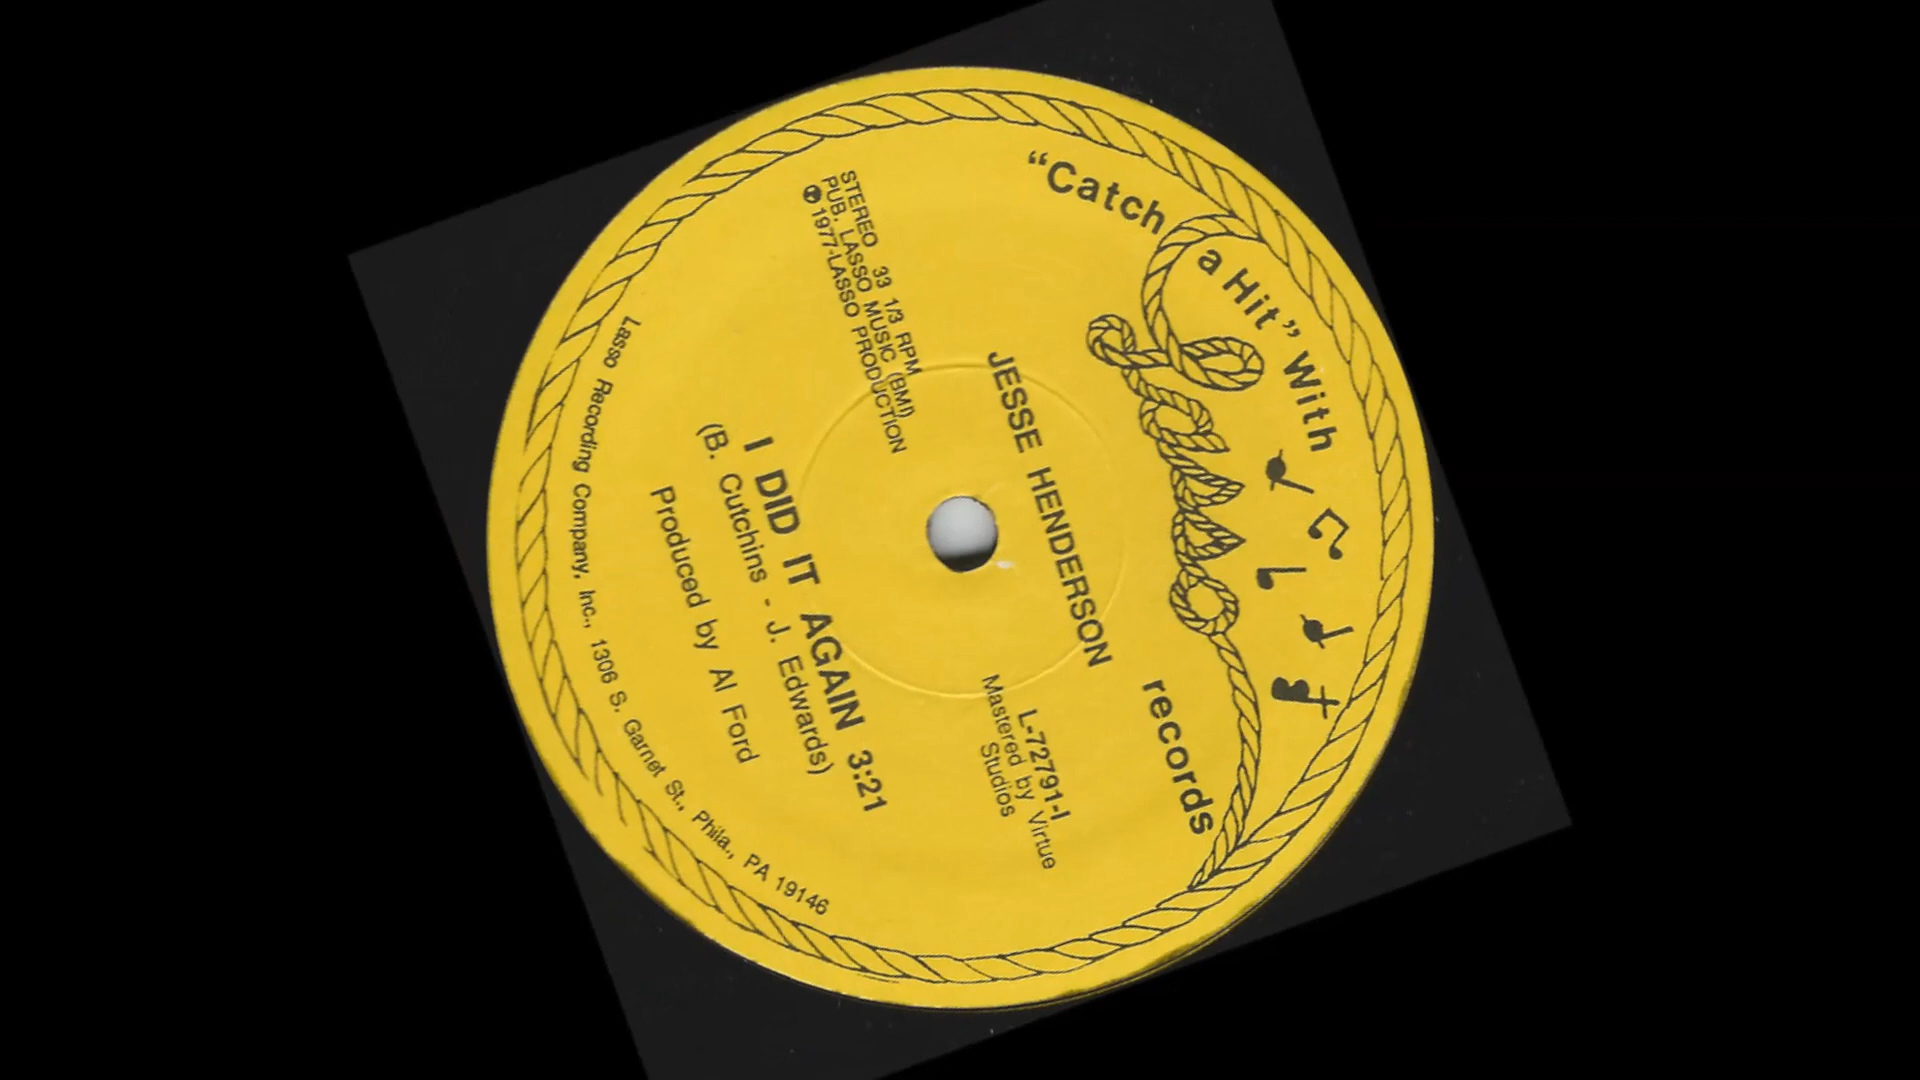 “Catch a Hit” With
Lasso
records
JESSE HENDERSON
STEREO 33 1/3 RPM
PUB. LASSO MUSIC (BMI)
Ⓟ1977-LASSO PRODUCTION
L-72791-I
Mastered by Virtue
Studios
I DID IT AGAIN 3:21
(B. Cutchins - J. Edwards)
Produced by Al Ford
Lasso Recording Company, Inc., 1306 S. Garnet St., Phila., PA 19146